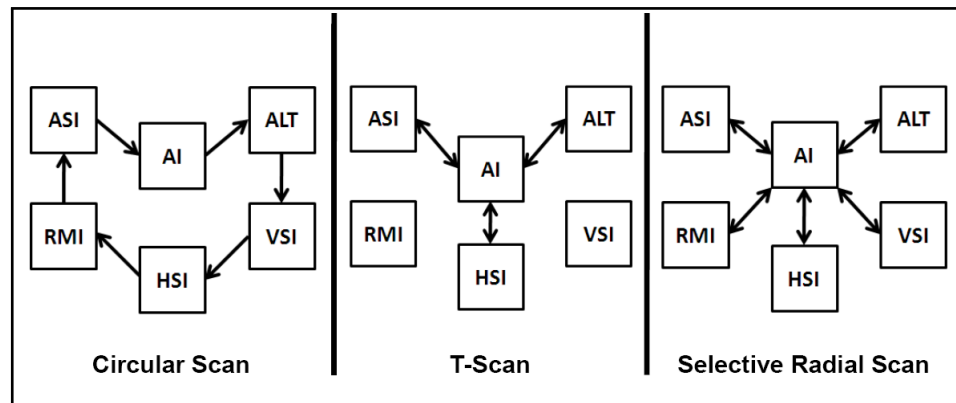 ASI
AI
ALT
RMI
HSI
VSI
Circular Scan
ASI
AI
ALT
RMI
HSI
VSI
T-Scan
ASI
AI
ALT
RMI
HSI
VSI
Selective Radial Scan